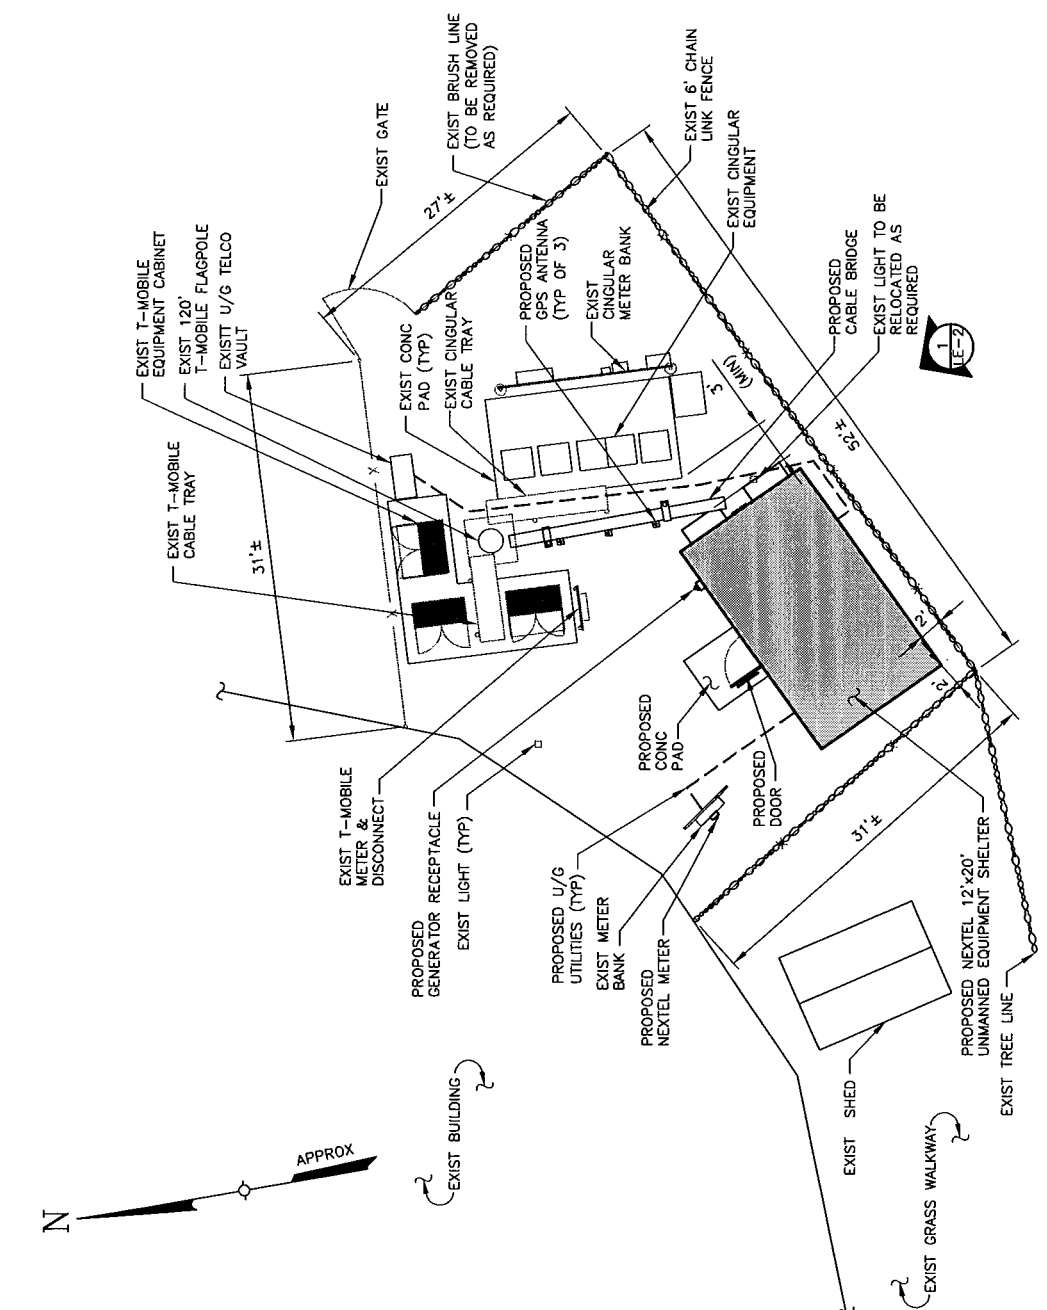 EXIST BRUSH LINE
(TO BE REMOVED
AS REQUIRED)
EXIST GATE
EXIST 6' CHAIN
LINK FENCE
27'±
EXIST CINGULAR
EQUIPMENT
EXIST T-MOBILE
EQUIPMENT CABINET
EXIST 120'
T-MOBILE FLAGPOLE
EXISTT U/G TELCO
VAULT
PROPOSED
GPS ANTENNA
(TYP OF 3)
EXIST
CINGULAR
METER BANK
PROPOSED
CABLE BRIDGE
EXIST LIGHT TO BE
RELOCATED AS
REQUIRED
1
LE-2
EXIST CONC
PAD (TYP)
EXIST CINGULAR
CABLE TRAY
3'
(MIN)
52'±
EXIST T-MOBILE
CABLE TRAY
31'±
2'
2'
PROPOSED
CONC
PAD
PROPOSED
DOOR
31'±
EXIST T-MOBILE
METER &
DISCONNECT
PROPOSED
GENERATOR RECEPTACLE
EXIST LIGHT (TYP)
PROPOSED U/G
UTILITIES (TYP)
EXIST METER
BANK
PROPOSED
NEXTEL METER
PROPOSED NEXTEL 12'x20'
UNMANNED EQUIPMENT SHELTER
EXIST TREE LINE
EXIST SHED
EXIST BUILDING
EXIST GRASS WALKWAY
N
APPROX